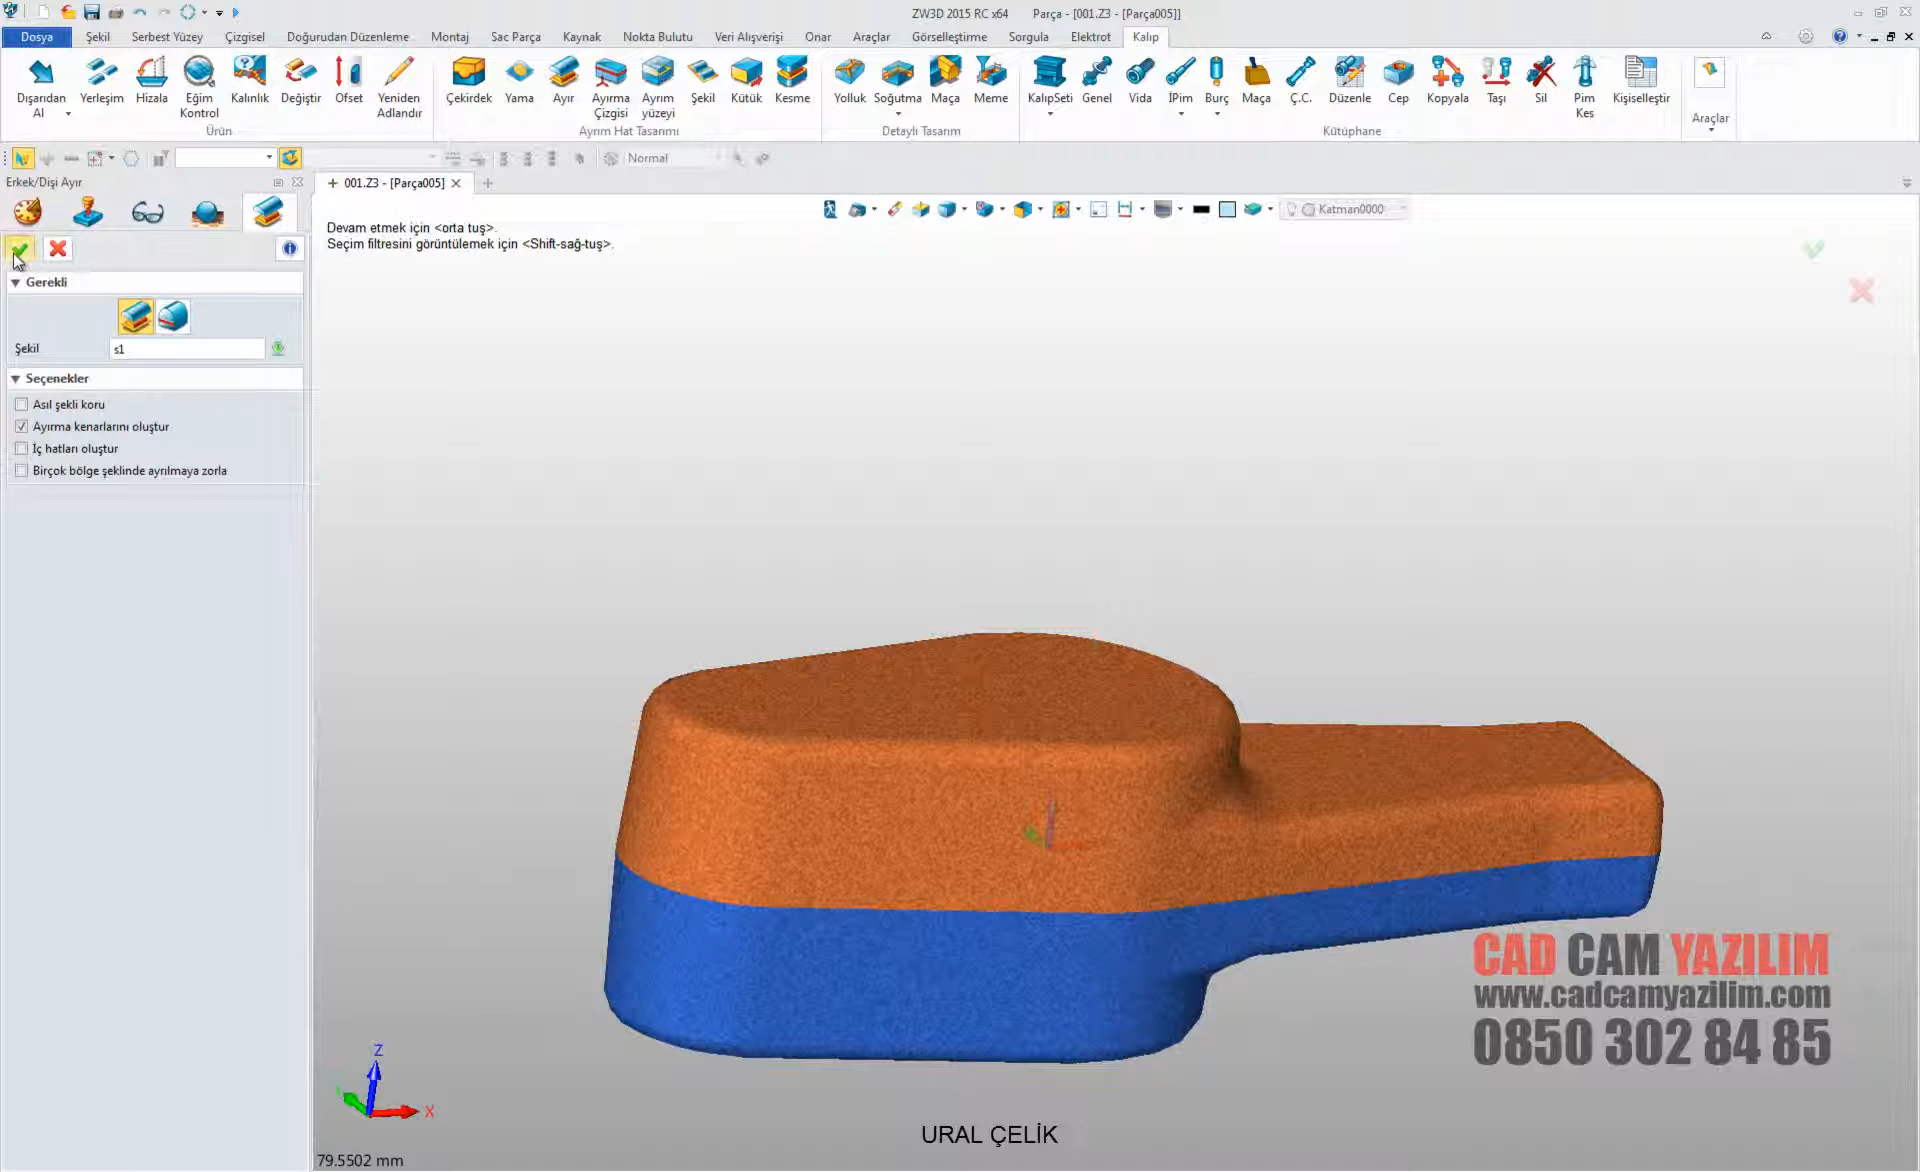 ZW3D 2015 RC x64 Parça - [001.Z3 - [Parça005]]
Dosya Şekil Serbest Yüzey Çizgisel Doğurudan Düzenleme Montaj Sac Parça Kaynak Nokta Bulutu Veri Alışverişi Onar Araçlar Görselleştirme Sorgula Elektrot Kalıp
Dışarıdan Al Yerleşim Hizala Eğim Kontrol Kalınlık Değiştir Ofset Yeniden Adlandır
Ürün
Çekirdek Yama Ayır Ayırma Çizgisi Ayrım yüzeyi Şekil Kütük Kesme
Ayrım Hat Tasarımı
Yolluk Soğutma Maça Meme
Detaylı Tasarım
KalıpSeti Genel Vida İPim Burç Maça Ç.C. Düzenle Cep Kopyala Taşı Sil Pim Kes Kişiselleştir
Kütüphane
Araçlar
Normal
Erkek/Dişi Ayır
001.Z3 - [Parça005]
Katman0000
Devam etmek için <orta tuş>.
Seçim filtresini görüntülemek için <Shift-sağ-tuş>.
Gerekli
Şekil s1
Seçenekler
Asıl şekli koru
Ayırma kenarlarını oluştur
İç hatları oluştur
Birçok bölge şeklinde ayrılmaya zorla
CAD CAM YAZILIM
www.cadcamyazilim.com
0850 302 84 85
Z
X
URAL ÇELİK
79.5502 mm